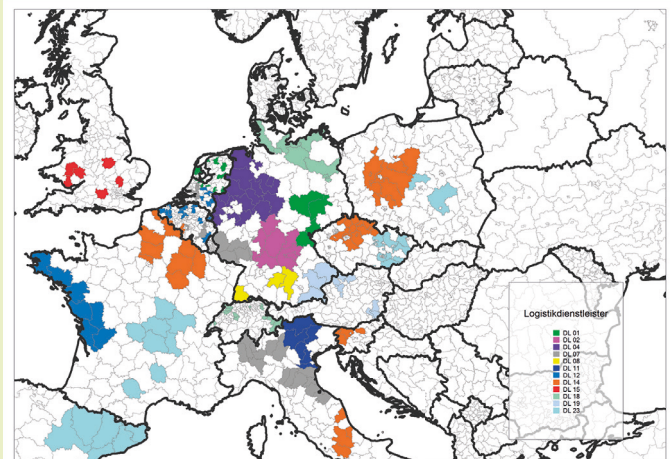 Logistikdienstleister
DL 01
DL 02
DL 04
DL 07
DL 08
DL 11
DL 12
DL 14
DL 15
DL 18
DL 19
DL 23